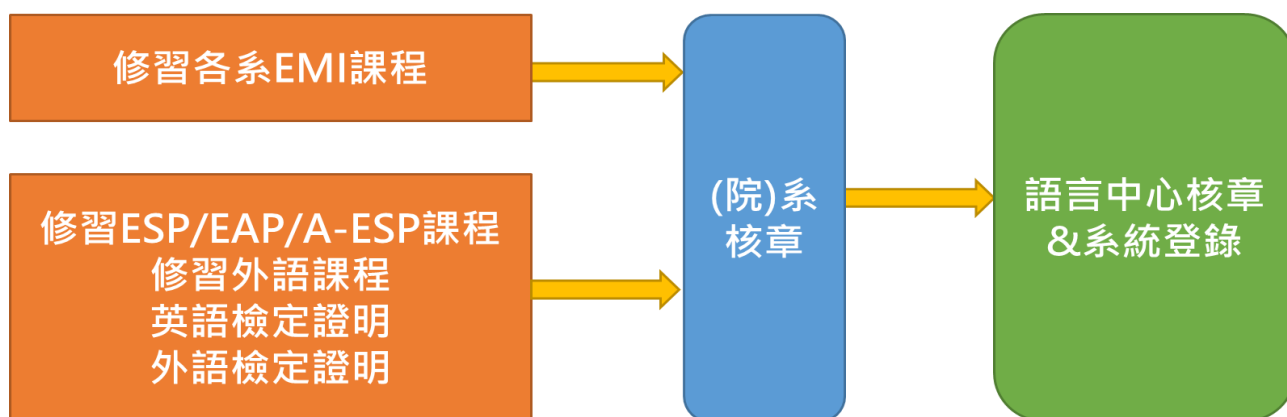 修習各系EMI課程
修習ESP/EAP/A-ESP課程
修習外語課程
英語檢定證明
外語檢定證明
(院)系
核章
語言中心核章
&系統登錄